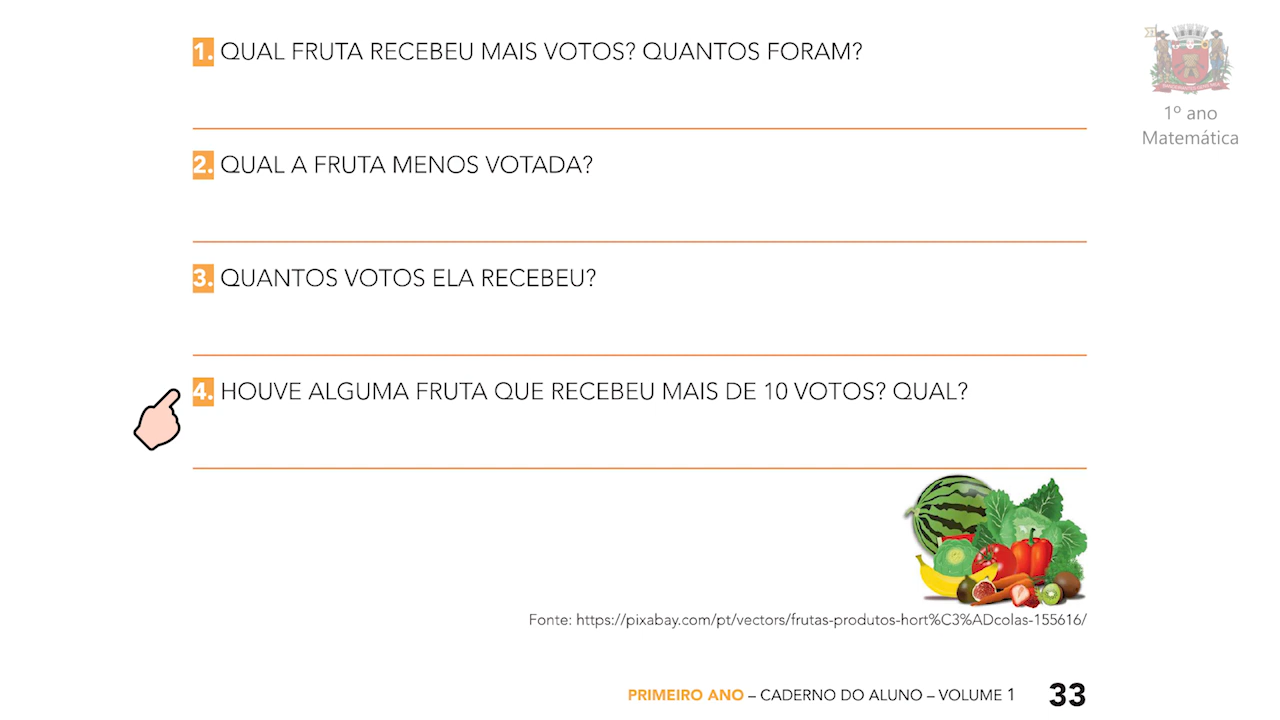 1. QUAL FRUTA RECEBEU MAIS VOTOS? QUANTOS FORAM?
1º ano
Matemática
2. QUAL A FRUTA MENOS VOTADA?
3. QUANTOS VOTOS ELA RECEBEU?
4. HOUVE ALGUMA FRUTA QUE RECEBEU MAIS DE 10 VOTOS? QUAL?
Fonte: https://pixabay.com/pt/vectors/frutas-produtos-hort%C3%ADcolas-155616/
PRIMEIRO ANO – CADERNO DO ALUNO – VOLUME 1 33